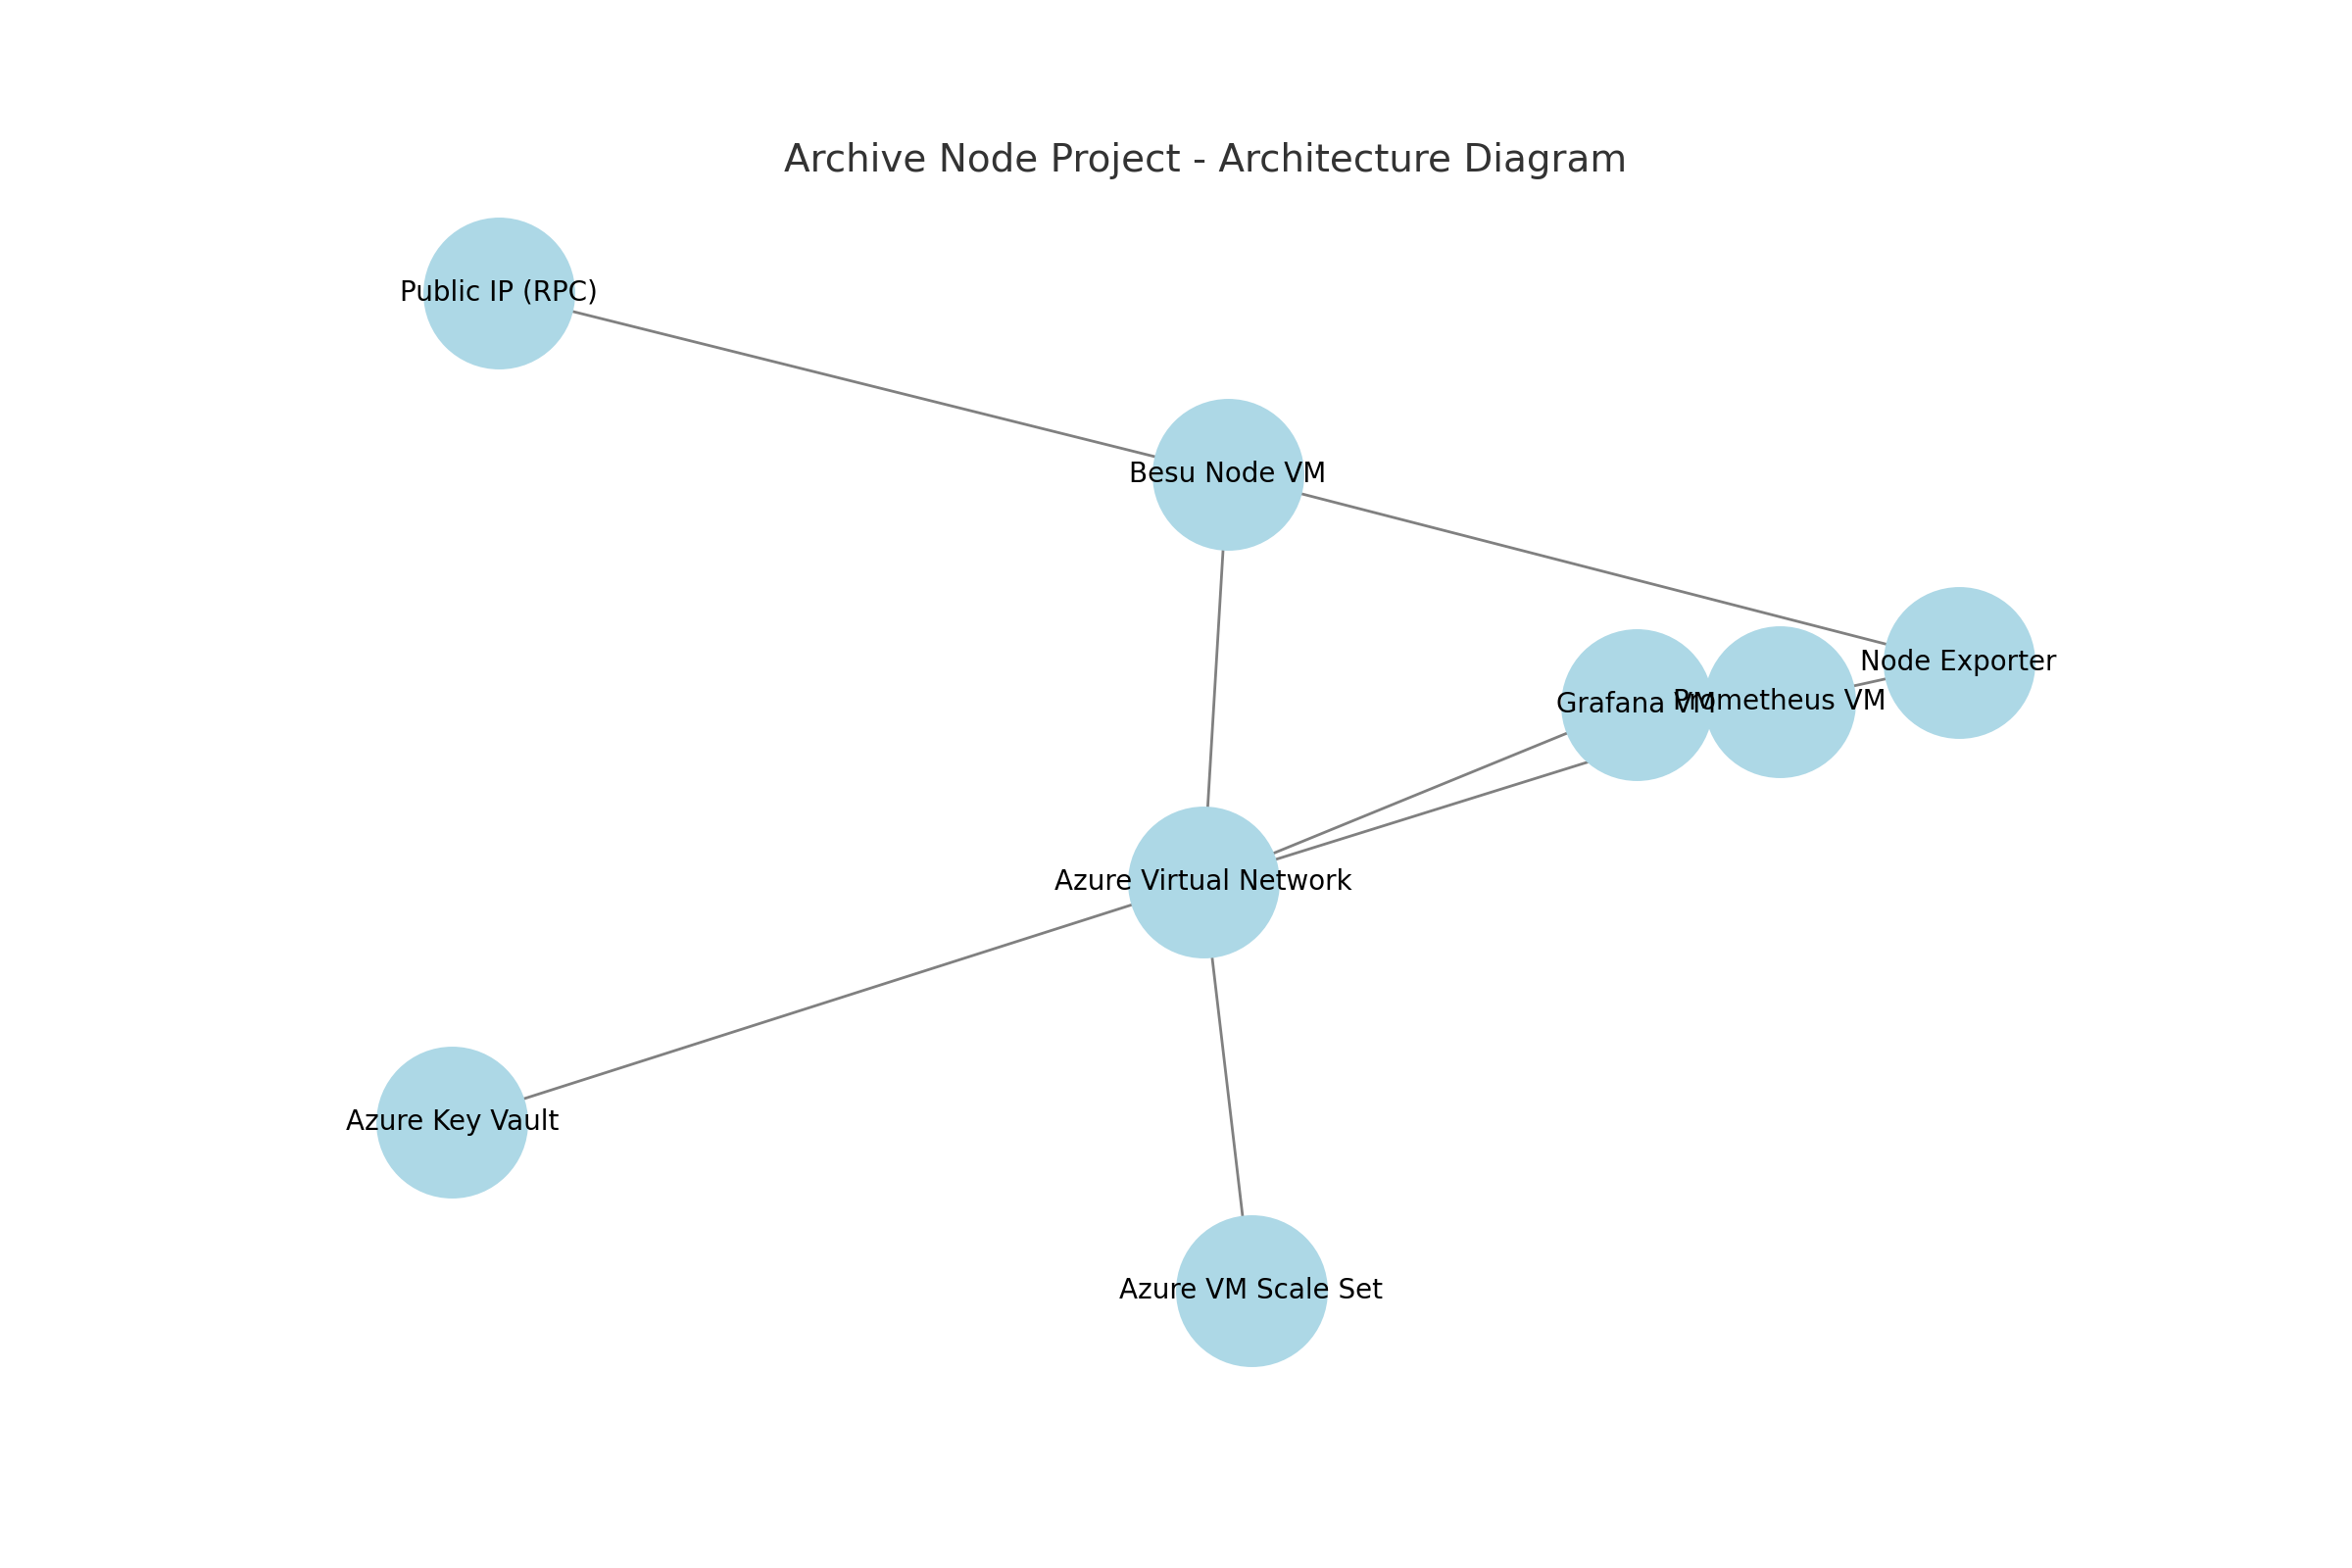 Archive Node Project - Architecture Diagram
Public IP (RPC)
Besu Node VM
Node Exporter
Grafana VM
Prometheus VM
Azure Virtual Network
Azure Key Vault
Azure VM Scale Set